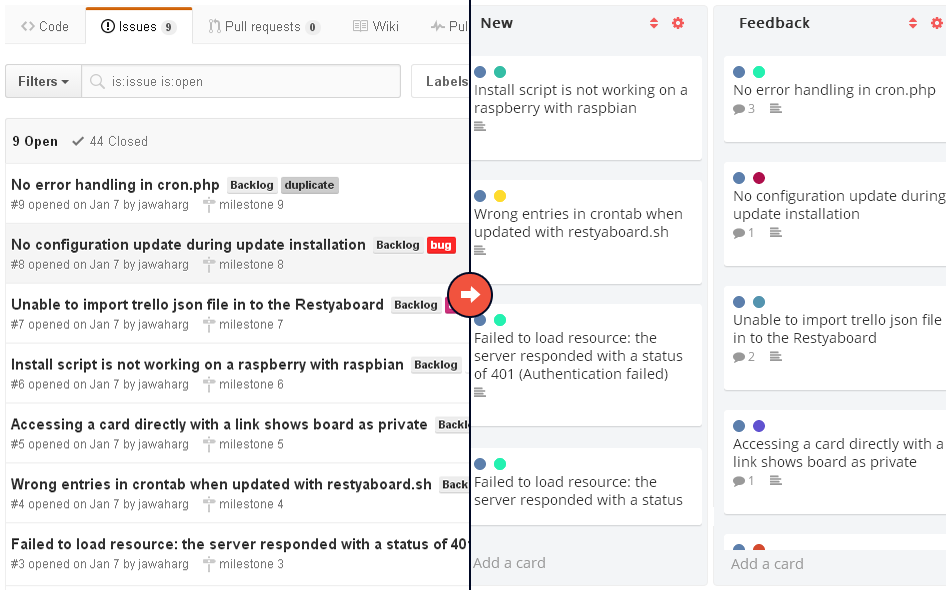 Code
Issues 9
Pull requests 0
Wiki
Pul
Filters
is:issue is:open
Labels
9 Open
44 Closed
No error handling in cron.php Backlog duplicate
#9 opened on Jan 7 by jawaharg milestone 9
No configuration update during update installation Backlog bug
#8 opened on Jan 7 by jawaharg milestone 8
Unable to import trello json file in to the Restyaboard Backlog
#7 opened on Jan 7 by jawaharg milestone 7
Install script is not working on a raspberry with raspbian Backlog
#6 opened on Jan 7 by jawaharg milestone 6
Accessing a card directly with a link shows board as private Backl
#5 opened on Jan 7 by jawaharg milestone 5
Wrong entries in crontab when updated with restyaboard.sh Back
#4 opened on Jan 7 by jawaharg milestone 4
Failed to load resource: the server responded with a status of 401
#3 opened on Jan 7 by jawaharg milestone 3
New
Install script is not working on a
raspberry with raspbian
Wrong entries in crontab when
updated with restyaboard.sh
Failed to load resource: the
server responded with a status
of 401 (Authentication failed)
Failed to load resource: the
server responded with a status
Add a card
Feedback
No error handling in cron.php
3
No configuration update during
update installation
1
Unable to import trello json file
in to the Restyaboard
2
Accessing a card directly with a
link shows board as private
1
Add a card